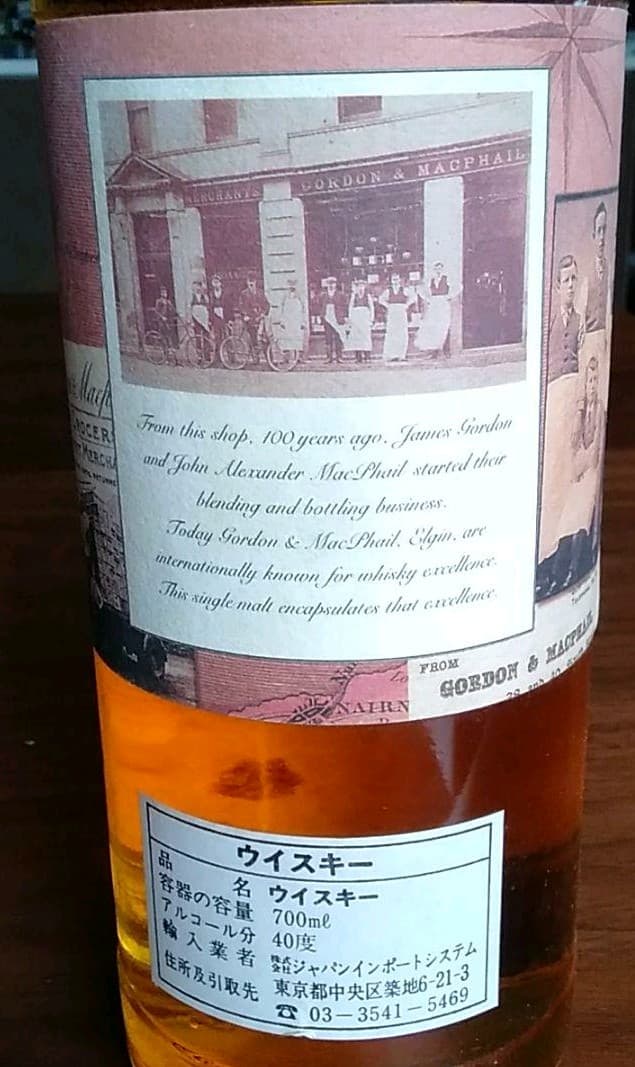 MERCHANTS GORDON & MACPHAIL
From this shop, 100 years ago, James Gordon
and John Alexander MacPhail started their
blending and bottling business.
Today Gordon & MacPhail, Elgin, are
internationally known for whisky excellence.
This single malt encapsulates that excellence.
FROM
GORDON & MACPHAIL
NAIRN
ウイスキー
品名 ウイスキー
容器の容量 700mℓ
アルコール分 40度
輸入業者 株式会社ジャパンインポートシステム
住所及引取先 東京都中央区築地6-21-3
☎ 03-3541-5469